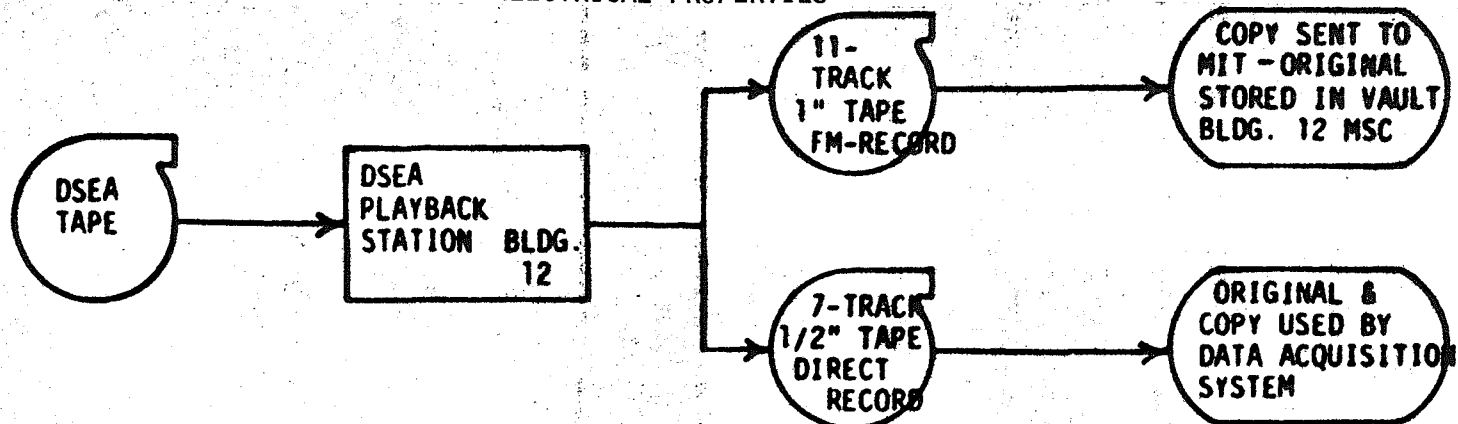 PROPERTIES
DSEA
TAPE
DSEA
PLAYBACK
STATION BLDG.
12
11-
TRACK
1" TAPE
FM-RECORD
COPY SENT TO
MIT-ORIGINAL
STORED IN VAULT
BLDG. 12 MSC
7-TRACK
1/2" TAPE
DIRECT
RECORD
ORIGINAL &
COPY USED BY
DATA ACQUISITION
SYSTEM